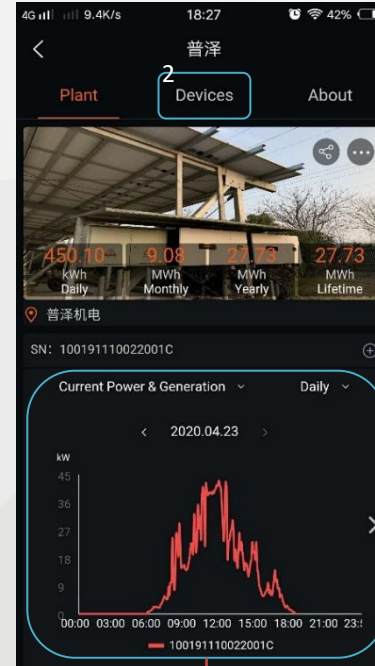 4G 9.4K/s 18:27 42%
普泽
2
Plant Devices About
450.10 9.08 27.73 27.73
kWh MWh MWh MWh
Daily Monthly Yearly Lifetime
普泽机电
SN: 100191110022001C
Current Power & Generation Daily
2020.04.23
kW
45
36
27
18
9
0
00:00 03:00 06:00 09:00 12:00 15:00 18:00 21:00 23:5
100191110022001C